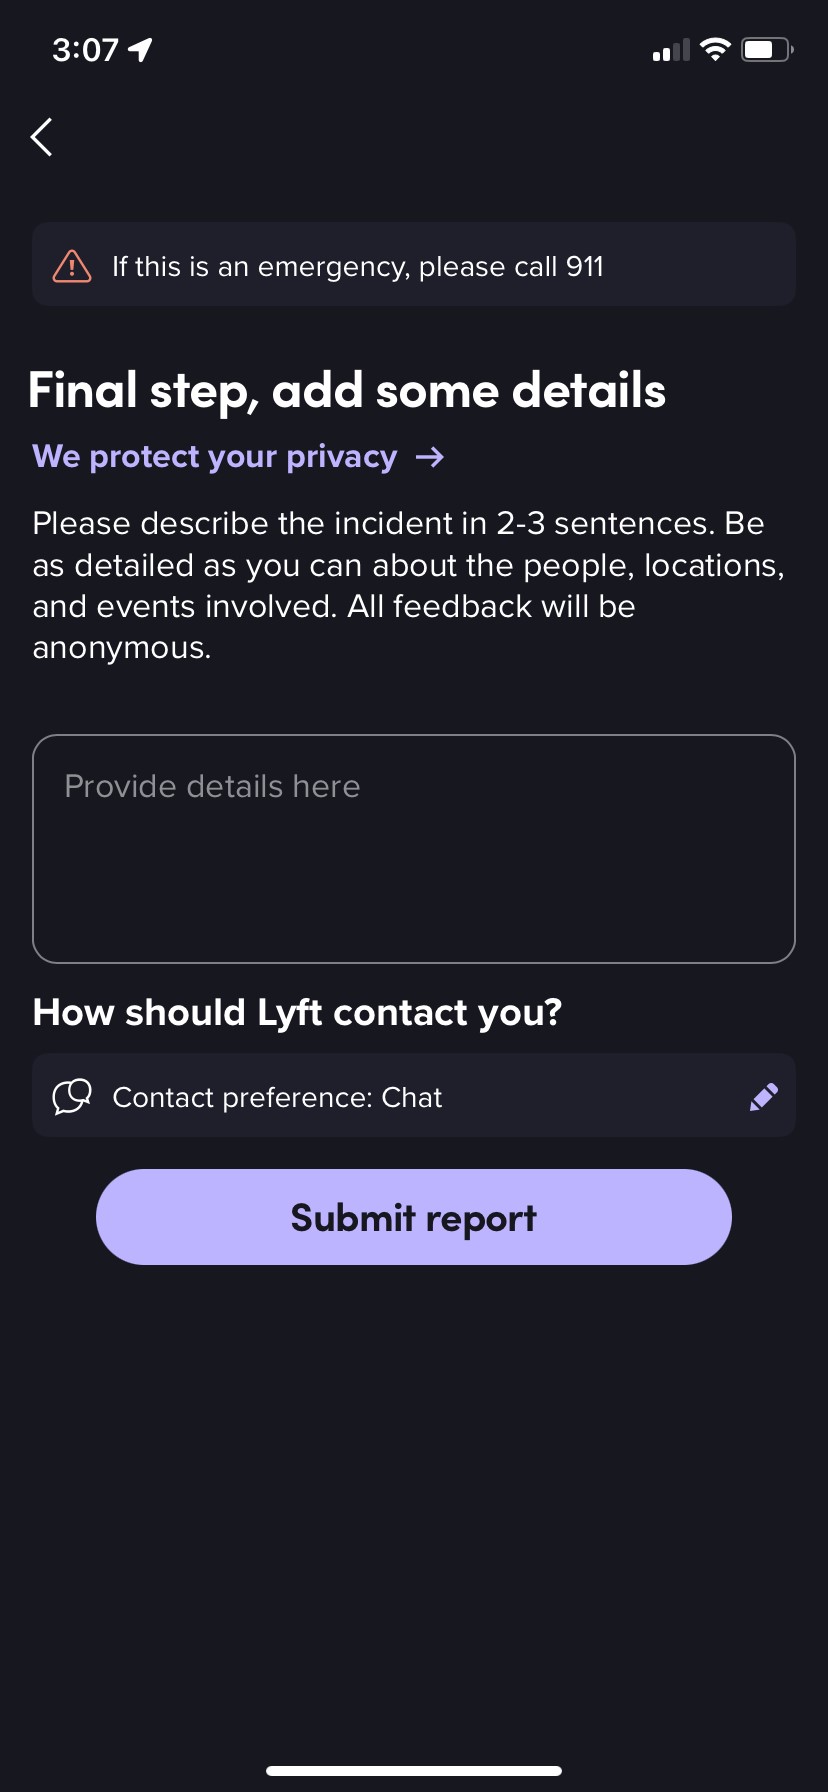 3:07
If this is an emergency, please call 911
Final step, add some details
We protect your privacy →
Please describe the incident in 2-3 sentences. Be
as detailed as you can about the people, locations,
and events involved. All feedback will be
anonymous.
Provide details here
How should Lyft contact you?
Contact preference: Chat
Submit report